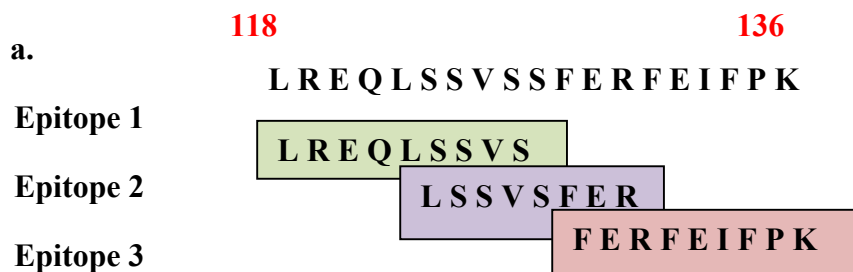 118 136
a.
L R E Q L S S V S S F E R F E I F P K
Epitope 1
L R E Q L S S V S
Epitope 2
L S S V S F E R
Epitope 3
F E R F E I F P K